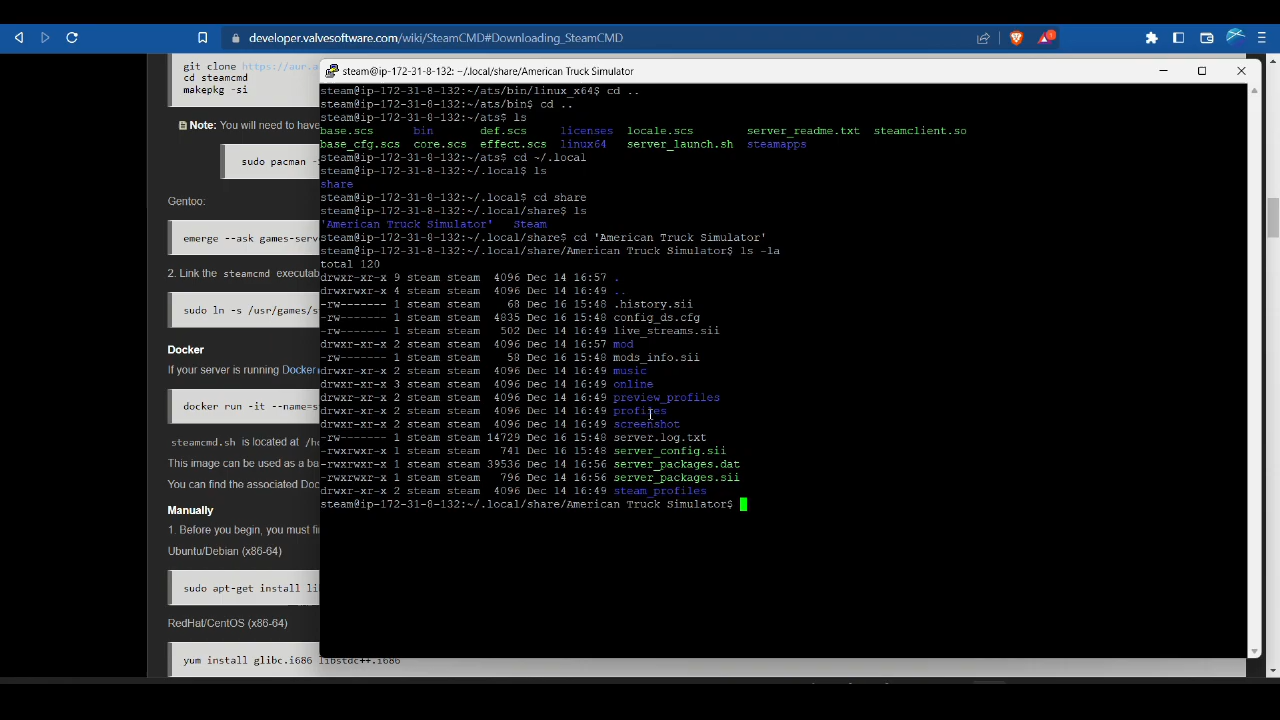 developer.valvesoftware.com/wiki/SteamCMD#Downloading_SteamCMD
git clone https://aur.a
cd steamcmd
makepkg -si
Note: You will need to have
sudo pacman -
Gentoo:
emerge --ask games-serv
2. Link the steamcmd executab
sudo ln -s /usr/games/s
Docker
If your server is running Docker
docker run -it --name=s
steamcmd.sh is located at /h
This image can be used as a ba
You can find the associated Doc
Manually
1. Before you begin, you must fi
Ubuntu/Debian (x86-64)
sudo apt-get install li
RedHat/CentOS (x86-64)
yum install glibc.i686 libstdc++.i686
steam@ip-172-31-8-132: ~/.local/share/American Truck Simulator
steam@ip-172-31-8-132:~/ats/bin/linux_x64$ cd ..
steam@ip-172-31-8-132:~/ats/bin$ cd ..
steam@ip-172-31-8-132:~/ats$ ls
base.scs bin def.scs licenses locale.scs server_readme.txt steamclient.so
base_cfg.scs core.scs effect.scs linux64 server_launch.sh steamapps
steam@ip-172-31-8-132:~/ats$ cd ~/.local
steam@ip-172-31-8-132:~/.local$ ls
share
steam@ip-172-31-8-132:~/.local$ cd share
steam@ip-172-31-8-132:~/.local/share$ ls
'American Truck Simulator' Steam
steam@ip-172-31-8-132:~/.local/share$ cd 'American Truck Simulator'
steam@ip-172-31-8-132:~/.local/share/American Truck Simulator$ ls -la
total 120
drwxr-xr-x 9 steam steam 4096 Dec 14 16:57 .
drwxrwxr-x 4 steam steam 4096 Dec 14 16:49 ..
-rw------- 1 steam steam 68 Dec 16 15:48 .history.sii
-rw------- 1 steam steam 4835 Dec 16 15:48 config_ds.cfg
-rw------- 1 steam steam 502 Dec 14 16:49 live_streams.sii
drwxr-xr-x 2 steam steam 4096 Dec 14 16:57 mod
-rw------- 1 steam steam 58 Dec 16 15:48 mods_info.sii
drwxr-xr-x 2 steam steam 4096 Dec 14 16:49 music
drwxr-xr-x 3 steam steam 4096 Dec 14 16:49 online
drwxr-xr-x 2 steam steam 4096 Dec 14 16:49 preview_profiles
drwxr-xr-x 2 steam steam 4096 Dec 14 16:49 profiles
drwxr-xr-x 2 steam steam 4096 Dec 14 16:49 screenshot
-rw------- 1 steam steam 14729 Dec 16 15:48 server.log.txt
-rwxrwxr-x 1 steam steam 741 Dec 16 15:48 server_config.sii
-rwxrwxr-x 1 steam steam 39536 Dec 14 16:56 server_packages.dat
-rwxrwxr-x 1 steam steam 796 Dec 14 16:56 server_packages.sii
drwxr-xr-x 2 steam steam 4096 Dec 14 16:49 steam_profiles
steam@ip-172-31-8-132:~/.local/share/American Truck Simulator$